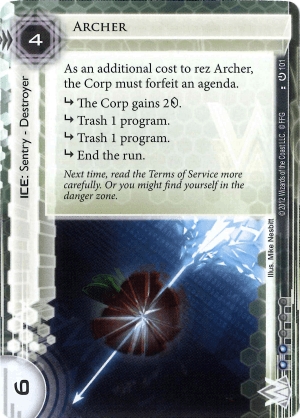 4
ARCHER
As an additional cost to rez Archer,
the Corp must forfeit an agenda.
↳ The Corp gains 2
↳ Trash 1 program.
↳ Trash 1 program.
↳ End the run.
Next time, read the Terms of Service more
carefully. Or you might find yourself in the
danger zone.
ICE: Sentry - Destroyer
101
© 2012 Wizards of the Coast LLC. © FFG
Illus. Mike Nesbitt
6